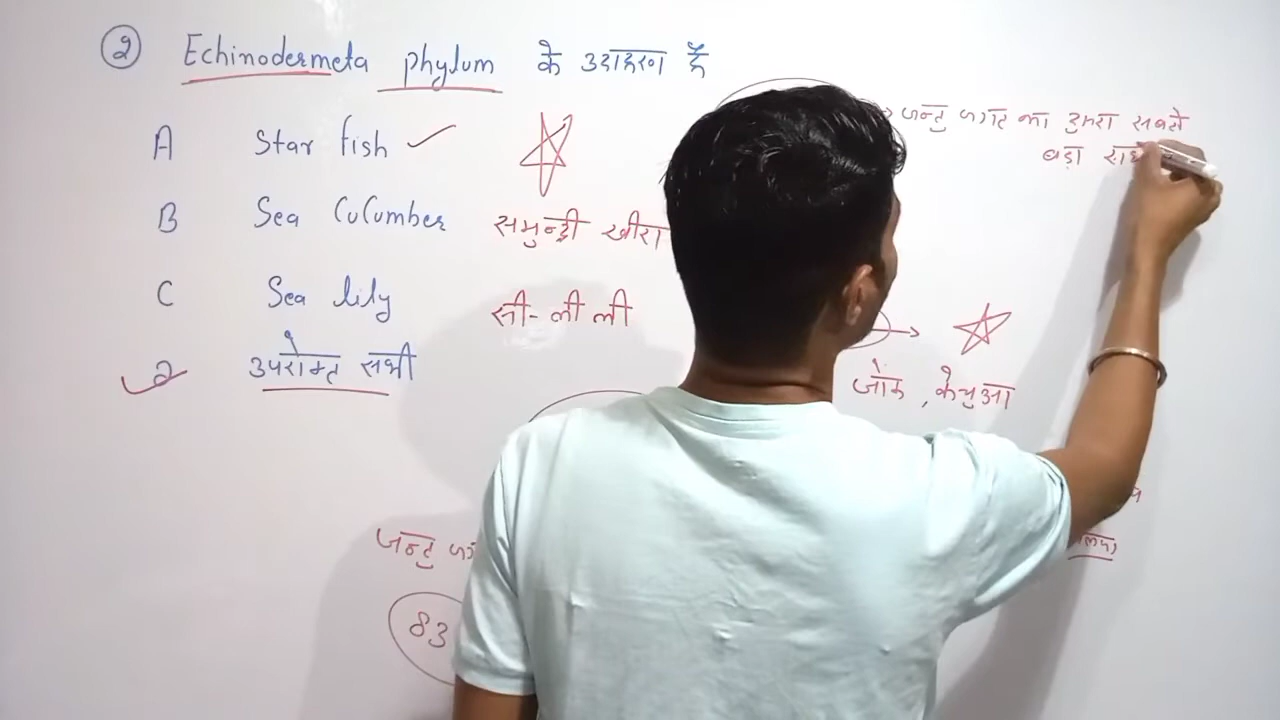 ② Echinodermeta phylum के उदाहरण हैं
A Star fish
B Sea Cucumber समुन्द्री खीरा
C Sea lily सी-लीली
D उपरोक्त सभी
जन्तु जगत का दुसरा सबसे
बड़ा
जोंक, केचुआ
जन्तु
83